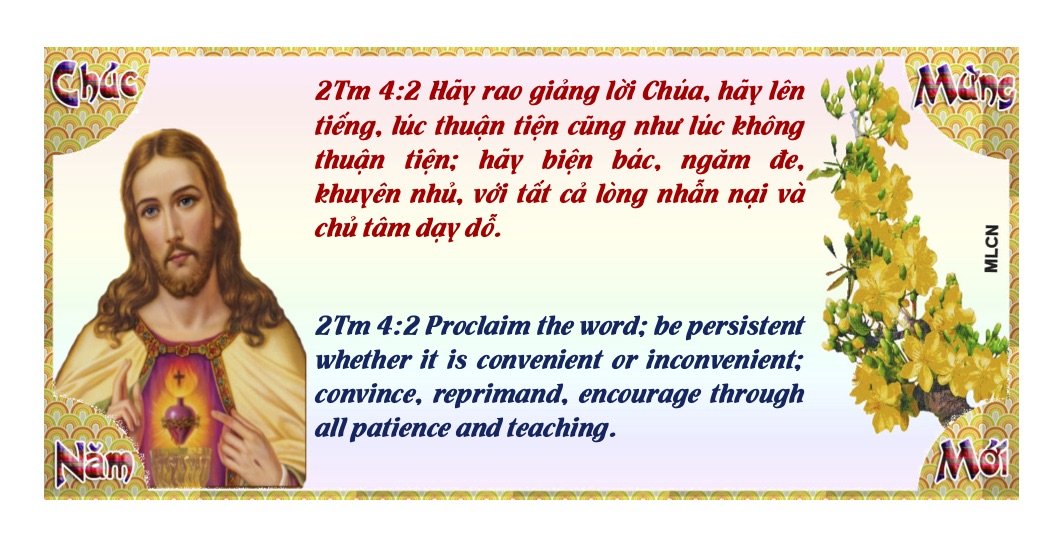 Chúc
Mừng
2Tm 4:2 Hãy rao giảng lời Chúa, hãy lên
tiếng, lúc thuận tiện cũng như lúc không
thuận tiện; hãy biện bác, ngăm đe,
khuyên nhủ, với tất cả lòng nhẫn nại và
chủ tâm dạy dỗ.
MLCN
2Tm 4:2 Proclaim the word; be persistent
whether it is convenient or inconvenient;
convince, reprimand, encourage through
all patience and teaching.
Năm
Mới